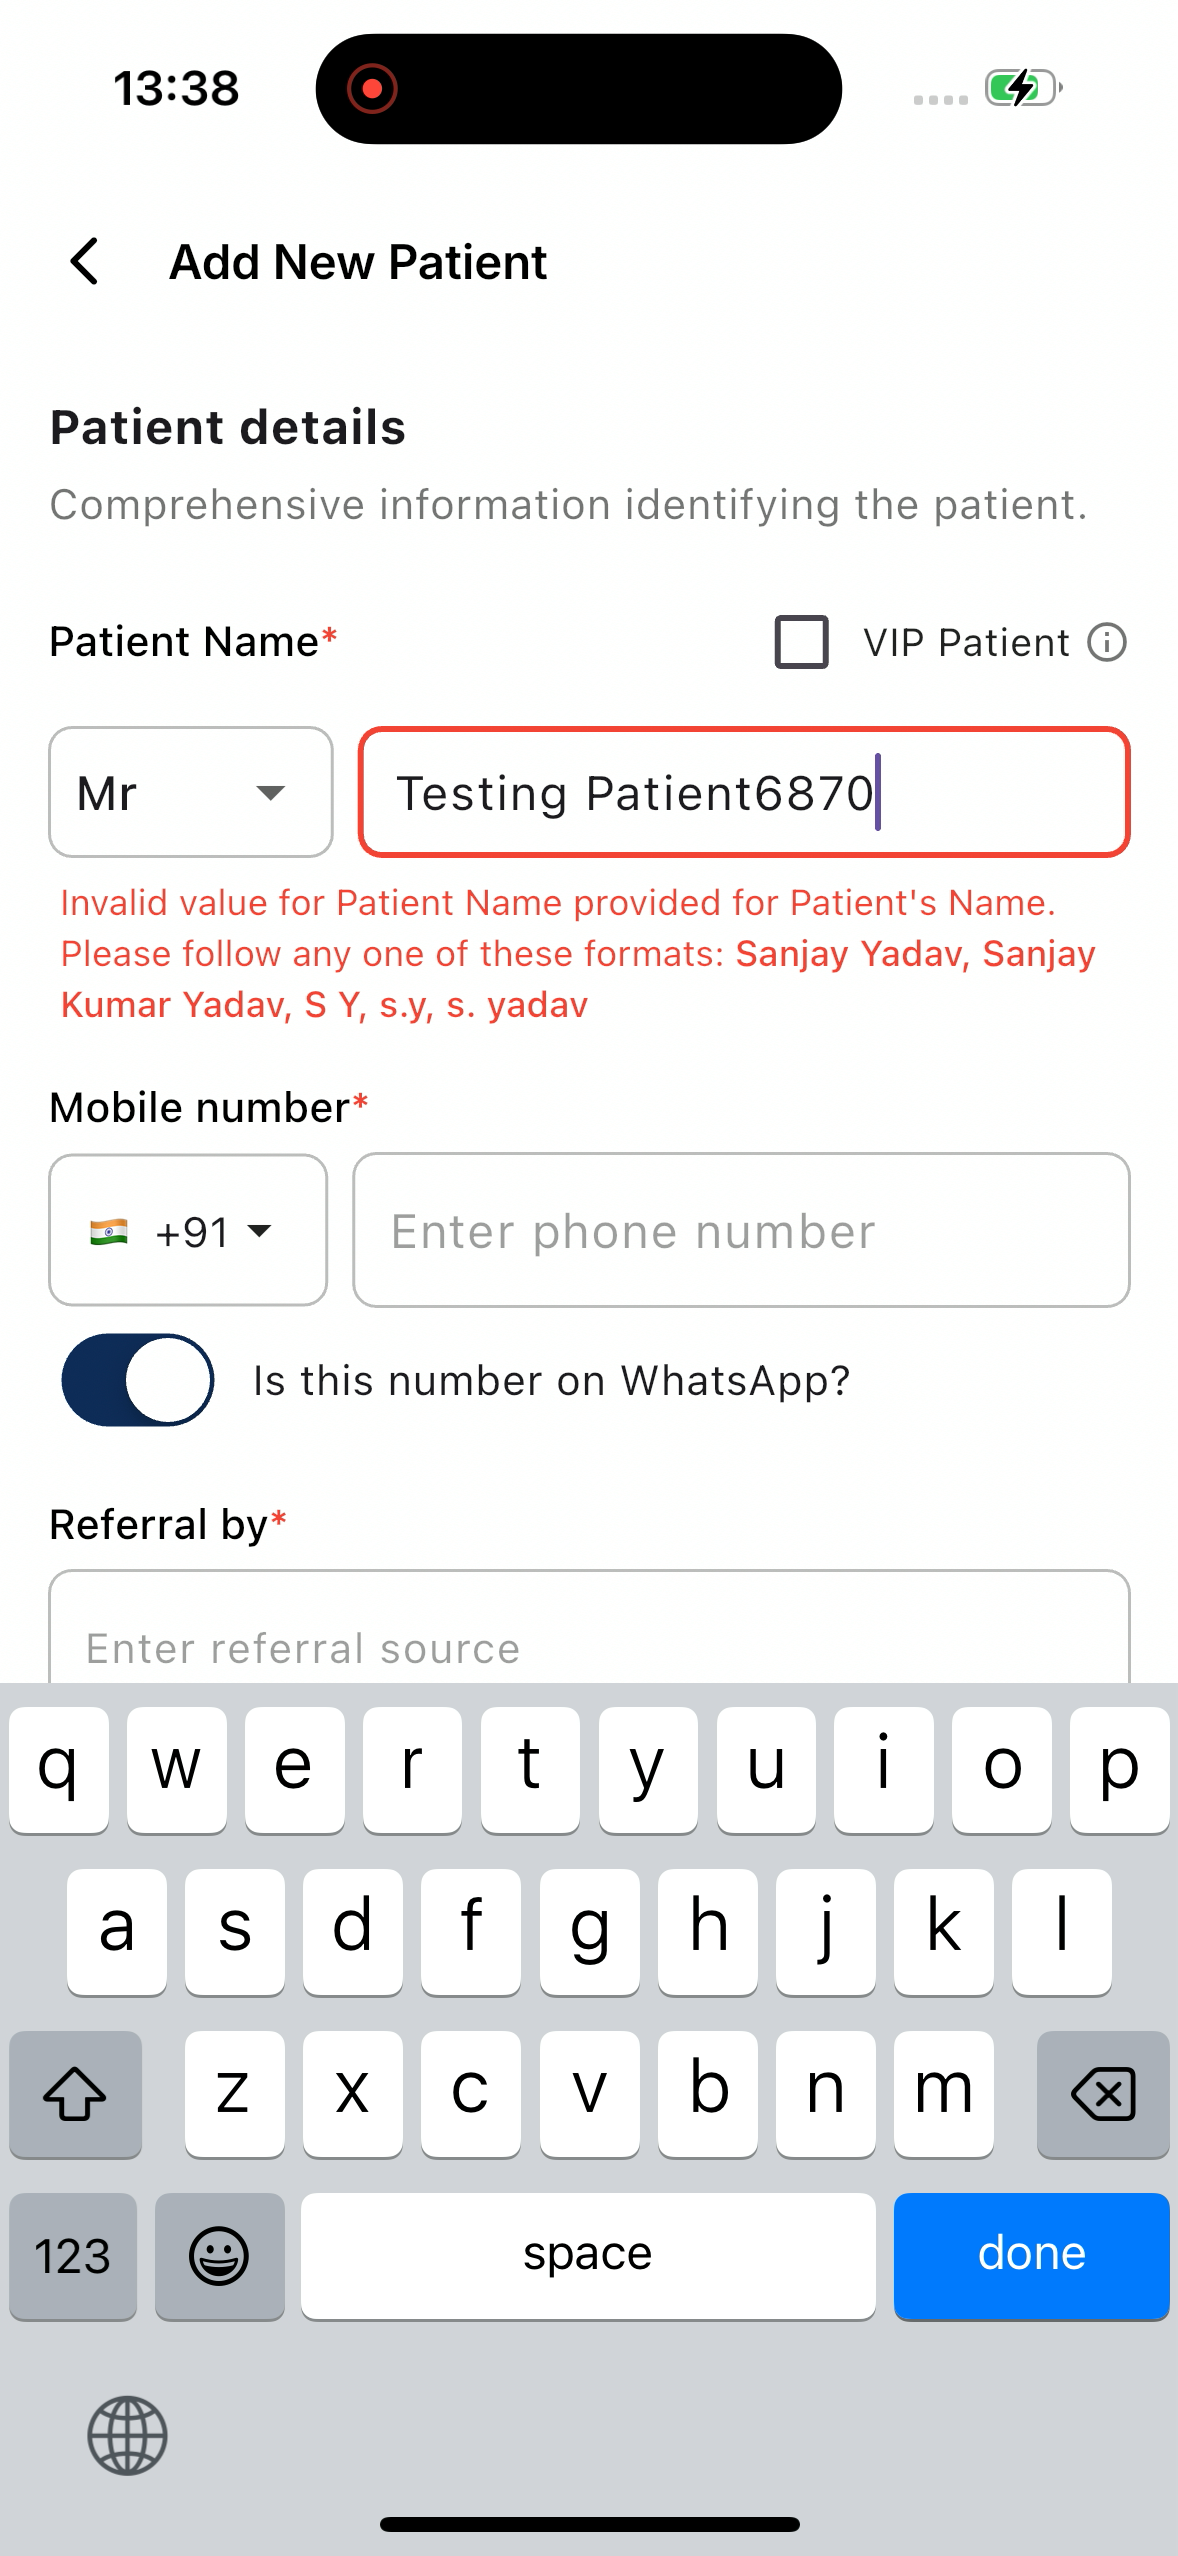 13:38
Add New Patient
Patient details
Comprehensive information identifying the patient.
Patient Name*
VIP Patient
Mr
Testing Patient6870
Invalid value for Patient Name provided for Patient's Name.
Please follow any one of these formats: Sanjay Yadav, Sanjay
Kumar Yadav, S Y, s.y, s. yadav
Mobile number*
+91
Enter phone number
Is this number on WhatsApp?
Referral by*
Enter referral source
q w e r t y u i o p
a s d f g h j k l
z x c v b n m
123 space done